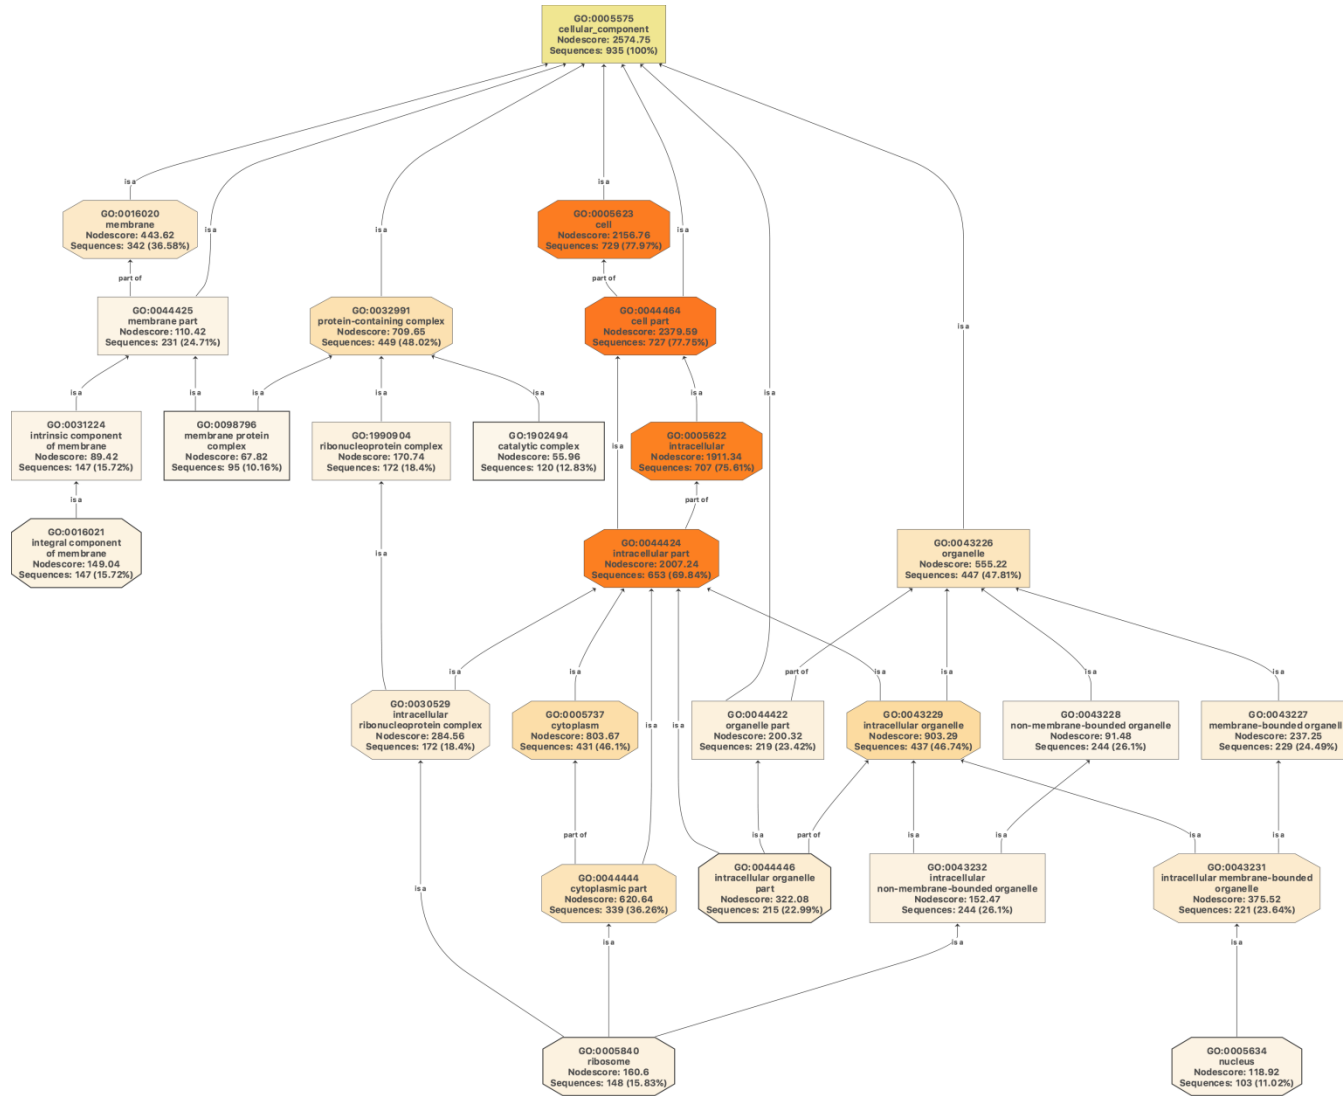 GO:0005575
cellular_component
Nodescore: 2574.75
Sequences: 935 (100%)
is a
is a
is a
is a
is a
is a
is a
GO:0016020
membrane
Nodescore: 443.62
Sequences: 342 (36.58%)
GO:0005623
cell
Nodescore: 2156.76
Sequences: 729 (77.97%)
part of
part of
GO:0044425
membrane part
Nodescore: 110.42
Sequences: 231 (24.71%)
GO:0032991
protein-containing complex
Nodescore: 709.65
Sequences: 449 (48.02%)
GO:0044464
cell part
Nodescore: 2379.59
Sequences: 727 (77.75%)
is a
is a
is a
is a
is a
is a
is a
GO:0031224
intrinsic component
of membrane
Nodescore: 89.42
Sequences: 147 (15.72%)
GO:0098796
membrane protein
complex
Nodescore: 67.82
Sequences: 95 (10.16%)
GO:1990904
ribonucleoprotein complex
Nodescore: 170.74
Sequences: 172 (18.4%)
GO:1902494
catalytic complex
Nodescore: 55.96
Sequences: 120 (12.83%)
GO:0005622
intracellular
Nodescore: 1911.34
Sequences: 707 (75.61%)
is a
part of
GO:0016021
integral component
of membrane
Nodescore: 149.04
Sequences: 147 (15.72%)
GO:0044424
intracellular part
Nodescore: 2007.24
Sequences: 653 (69.84%)
GO:0043226
organelle
Nodescore: 555.22
Sequences: 447 (47.81%)
is a
is a
is a
is a
part of
is a
is a
is a
is a
is a
GO:0030529
intracellular
ribonucleoprotein complex
Nodescore: 284.56
Sequences: 172 (18.4%)
GO:0005737
cytoplasm
Nodescore: 803.67
Sequences: 431 (46.1%)
is a
is a
GO:0044422
organelle part
Nodescore: 200.32
Sequences: 219 (23.42%)
GO:0043229
intracellular organelle
Nodescore: 903.29
Sequences: 437 (46.74%)
GO:0043228
non-membrane-bounded organelle
Nodescore: 91.48
Sequences: 244 (26.1%)
GO:0043227
membrane-bounded organell
Nodescore: 237.25
Sequences: 229 (24.49%)
part of
is a
part of
is a
is a
is a
is a
GO:0044444
cytoplasmic part
Nodescore: 620.64
Sequences: 339 (36.26%)
GO:0044446
intracellular organelle
part
Nodescore: 322.08
Sequences: 215 (22.99%)
GO:0043232
intracellular
non-membrane-bounded organelle
Nodescore: 152.47
Sequences: 244 (26.1%)
GO:0043231
intracellular membrane-bounded
organelle
Nodescore: 375.52
Sequences: 221 (23.64%)
is a
is a
is a
is a
GO:0005840
ribosome
Nodescore: 160.6
Sequences: 148 (15.83%)
GO:0005634
nucleus
Nodescore: 118.92
Sequences: 103 (11.02%)